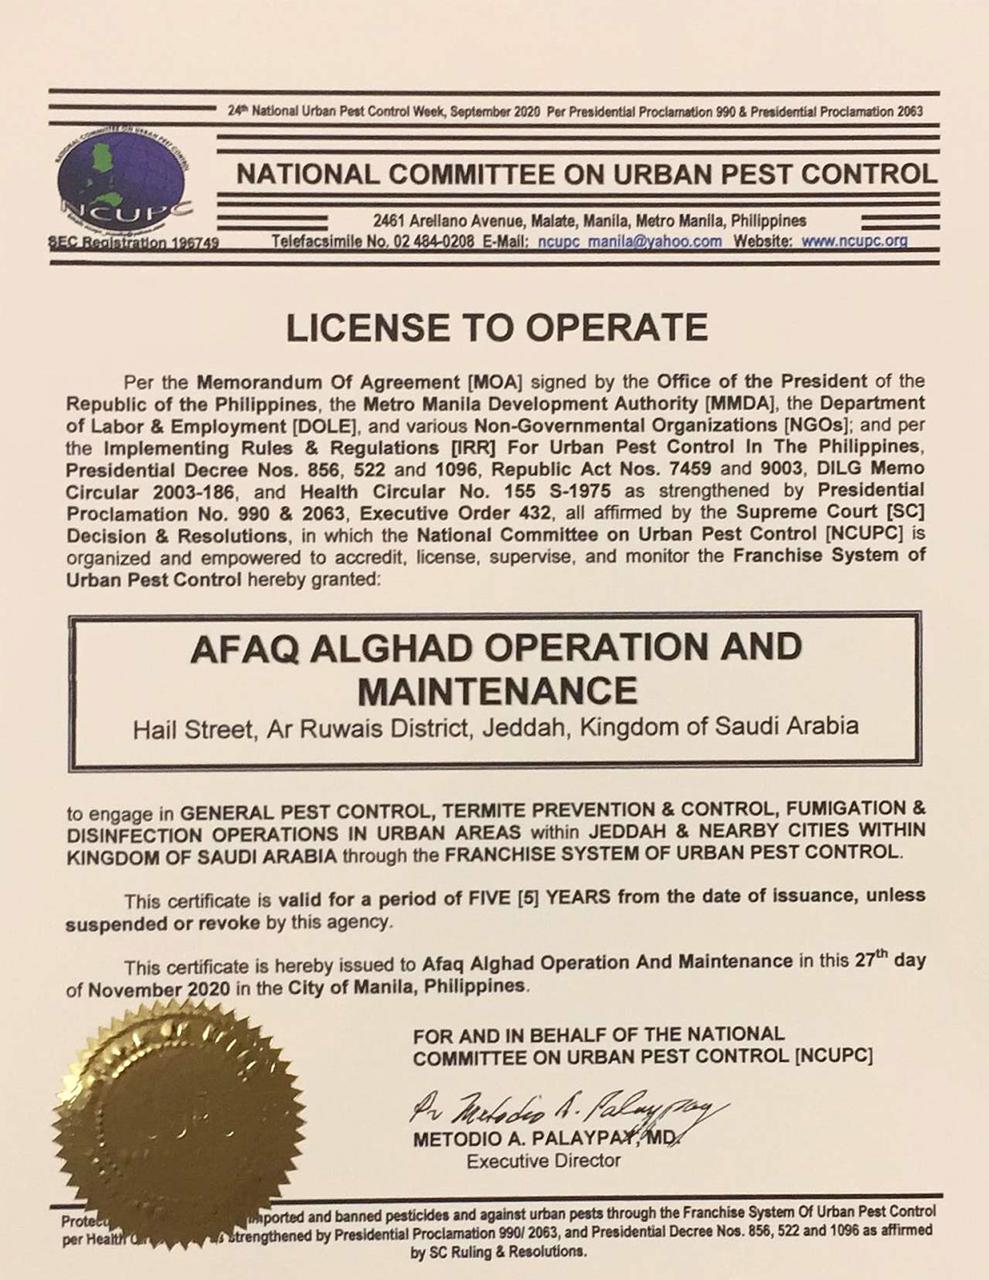 24th National Urban Pest Control Week, September 2020 Per Presidential Proclamation 990 & Presidential Proclamation 2063
NATIONAL COMMITTEE ON URBAN PEST CONTROL
NCUPC
2461 Arellano Avenue, Malate, Manila, Metro Manila, Philippines
SEC Registration 196749
Telefacsimile No. 02 484-0208 E-Mail: ncupc_manila@yahoo.com Website: www.ncupc.org
LICENSE TO OPERATE
Per the Memorandum Of Agreement [MOA] signed by the Office of the President of the
Republic of the Philippines, the Metro Manila Development Authority [MMDA], the Department
of Labor & Employment [DOLE], and various Non-Governmental Organizations [NGOs]; and per
the Implementing Rules & Regulations [IRR] For Urban Pest Control In The Philippines,
Presidential Decree Nos. 856, 522 and 1096, Republic Act Nos. 7459 and 9003, DILG Memo
Circular 2003-186, and Health Circular No. 155 S-1975 as strengthened by Presidential
Proclamation No. 990 & 2063, Executive Order 432, all affirmed by the Supreme Court [SC]
Decision & Resolutions, in which the National Committee on Urban Pest Control [NCUPC] is
organized and empowered to accredit, license, supervise, and monitor the Franchise System of
Urban Pest Control hereby granted:
AFAQ ALGHAD OPERATION AND
MAINTENANCE
Hail Street, Ar Ruwais District, Jeddah, Kingdom of Saudi Arabia
to engage in GENERAL PEST CONTROL, TERMITE PREVENTION & CONTROL, FUMIGATION &
DISINFECTION OPERATIONS IN URBAN AREAS within JEDDAH & NEARBY CITIES WITHIN
KINGDOM OF SAUDI ARABIA through the FRANCHISE SYSTEM OF URBAN PEST CONTROL.
This certificate is valid for a period of FIVE [5] YEARS from the date of issuance, unless
suspended or revoke by this agency.
This certificate is hereby issued to Afaq Alghad Operation And Maintenance in this 27th day
of November 2020 in the City of Manila, Philippines.
FOR AND IN BEHALF OF THE NATIONAL
COMMITTEE ON URBAN PEST CONTROL [NCUPC]
Metodio A. Palaypay
METODIO A. PALAYPAY, MD.
Executive Director
imported and banned pesticides and against urban pests through the Franchise System Of Urban Pest Control
per Health strengthened by Presidential Proclamation 990/ 2063, and Presidential Decree Nos. 856, 522 and 1096 as affirmed
by SC Ruling & Resolutions.